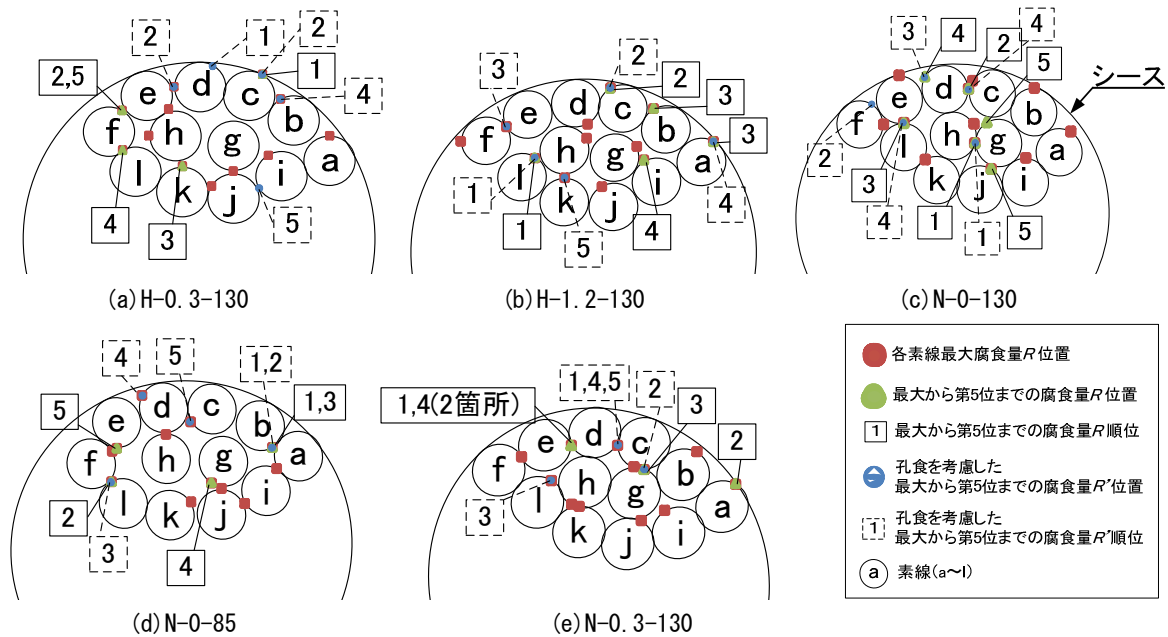 2
1
2
2,5
1
4
d
e
c
f
h
b
g
a
l
i
k
j
4
3
5
(a)H-0.3-130
3
2
2
3
3
d
c
e
f
h
b
g
a
l
i
k
j
1
1
5
4
4
(b)H-1.2-130
3
4
2
4
5
シース
d
c
e
f
b
h
g
a
l
i
k
j
2
3
4
1
1
5
(c)N-0-130
4
5
1,2
1,3
5
d
c
e
b
f
h
g
a
l
i
k
j
2
3
4
(d)N-0-85
1,4(2箇所)
1,4,5
2
3
2
d
c
e
f
b
h
g
a
l
k
j
i
3
(e)N-0.3-130
各素線最大腐食量R位置
最大から第5位までの腐食量R位置
1 最大から第5位までの腐食量R順位
孔食を考慮した
最大から第5位までの腐食量R'位置
1 孔食を考慮した
最大から第5位までの腐食量R'順位
a 素線(a～l)